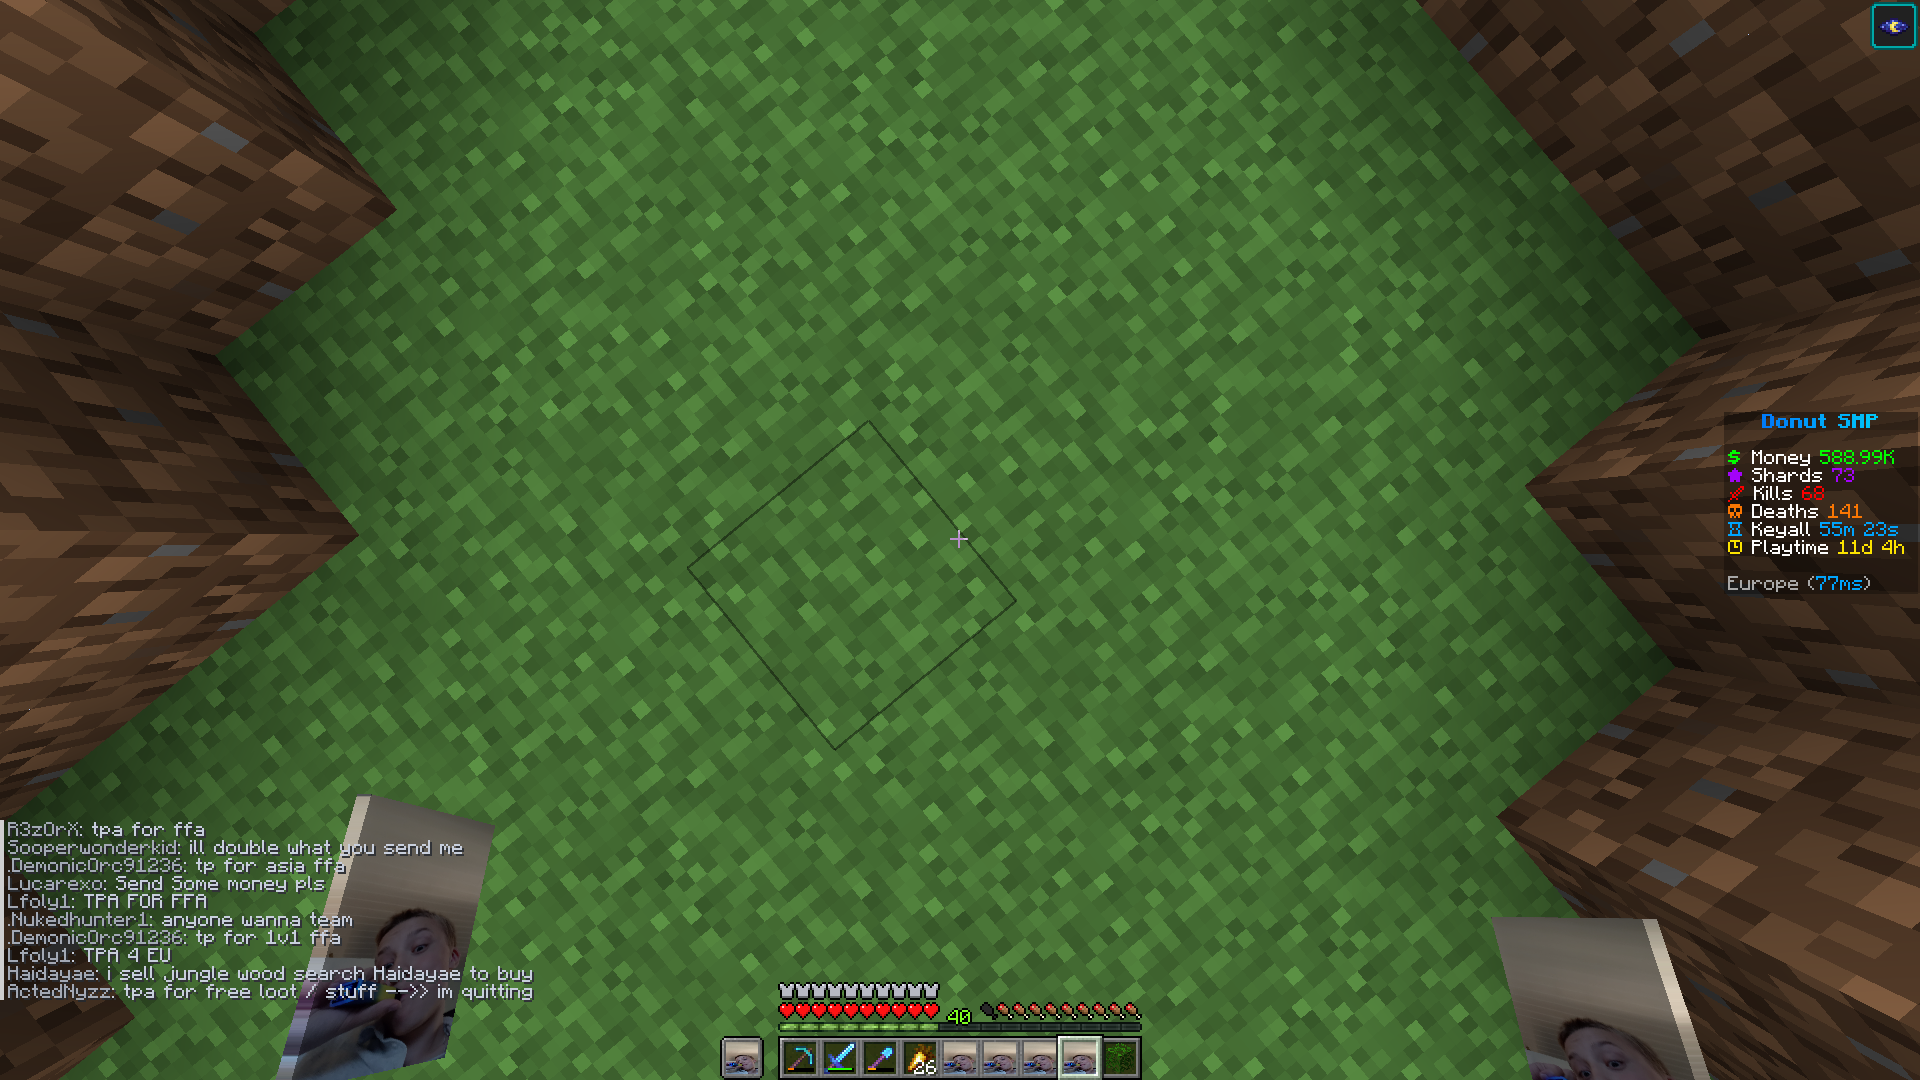 Donut SMP
$ Money 588.99K
Shards 73
Kills 68
Deaths 141
Keyall 55m 23s
Playtime 11d 4h
Europe (77ms)
R3zOrX: tpa for ffa
Sooperwonderkid: ill double what you send me
.DemonicOrc91236: tp for asia ffa
Lucarexo: Send Some money pls
Lfoly1: TPA FOR FFA
.Nukedhunter1: anyone wanna team
.DemonicOrc91236: tp for 1v1 ffa
Lfoly1: TPA 4 EU
Haidayae: i sell jungle wood search Haidayae to buy
ActedNyzz: tpa for free loot / stuff -->> im quitting
40
26